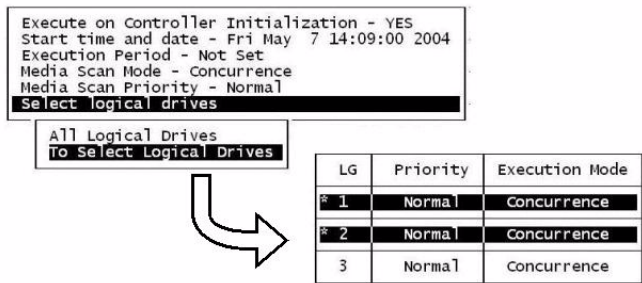 Execute on Controller Initialization - YES
Start time and date - Fri May  7 14:09:00 2004
Execution Period - Not Set
Media Scan Mode - Concurrence
Media Scan Priority - Normal
Select logical drives
All Logical Drives
To Select Logical Drives
LG Priority Execution Mode
* 1 Normal Concurrence
* 2 Normal Concurrence
3 Normal Concurrence